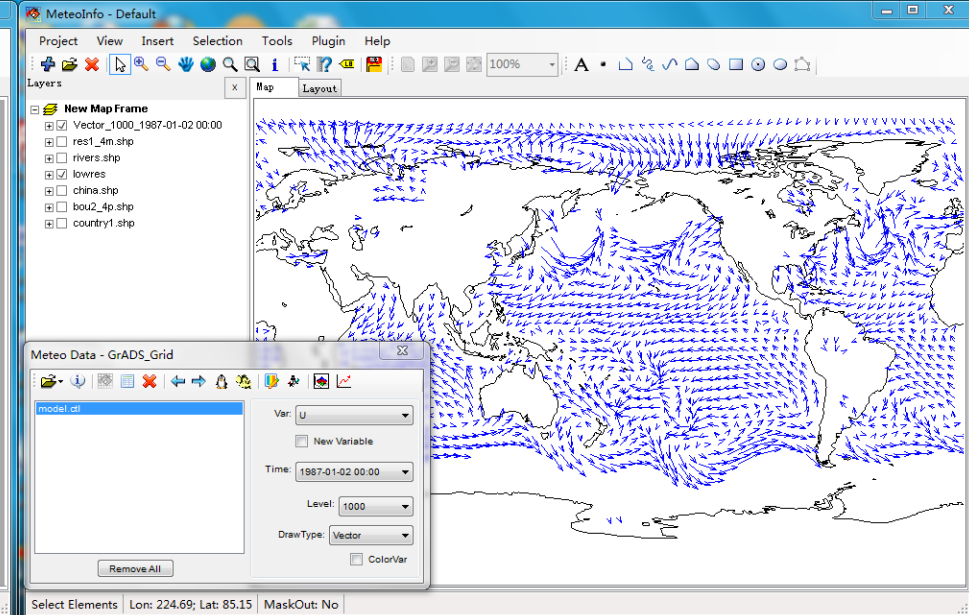 MeteoInfo - Default
Project View Insert Selection Tools Plugin Help
100%
A
Layers
x
Map Layout
New Map Frame
Vector_1000_1987-01-02 00:00
res1_4m.shp
rivers.shp
lowres
china.shp
bou2_4p.shp
country1.shp
Meteo Data - GrADS_Grid
model.ctl
Var: U
New Variable
Time: 1987-01-02 00:00
Level: 1000
DrawType: Vector
ColorVar
Remove All
Select Elements Lon: 224.69; Lat: 85.15 MaskOut: No